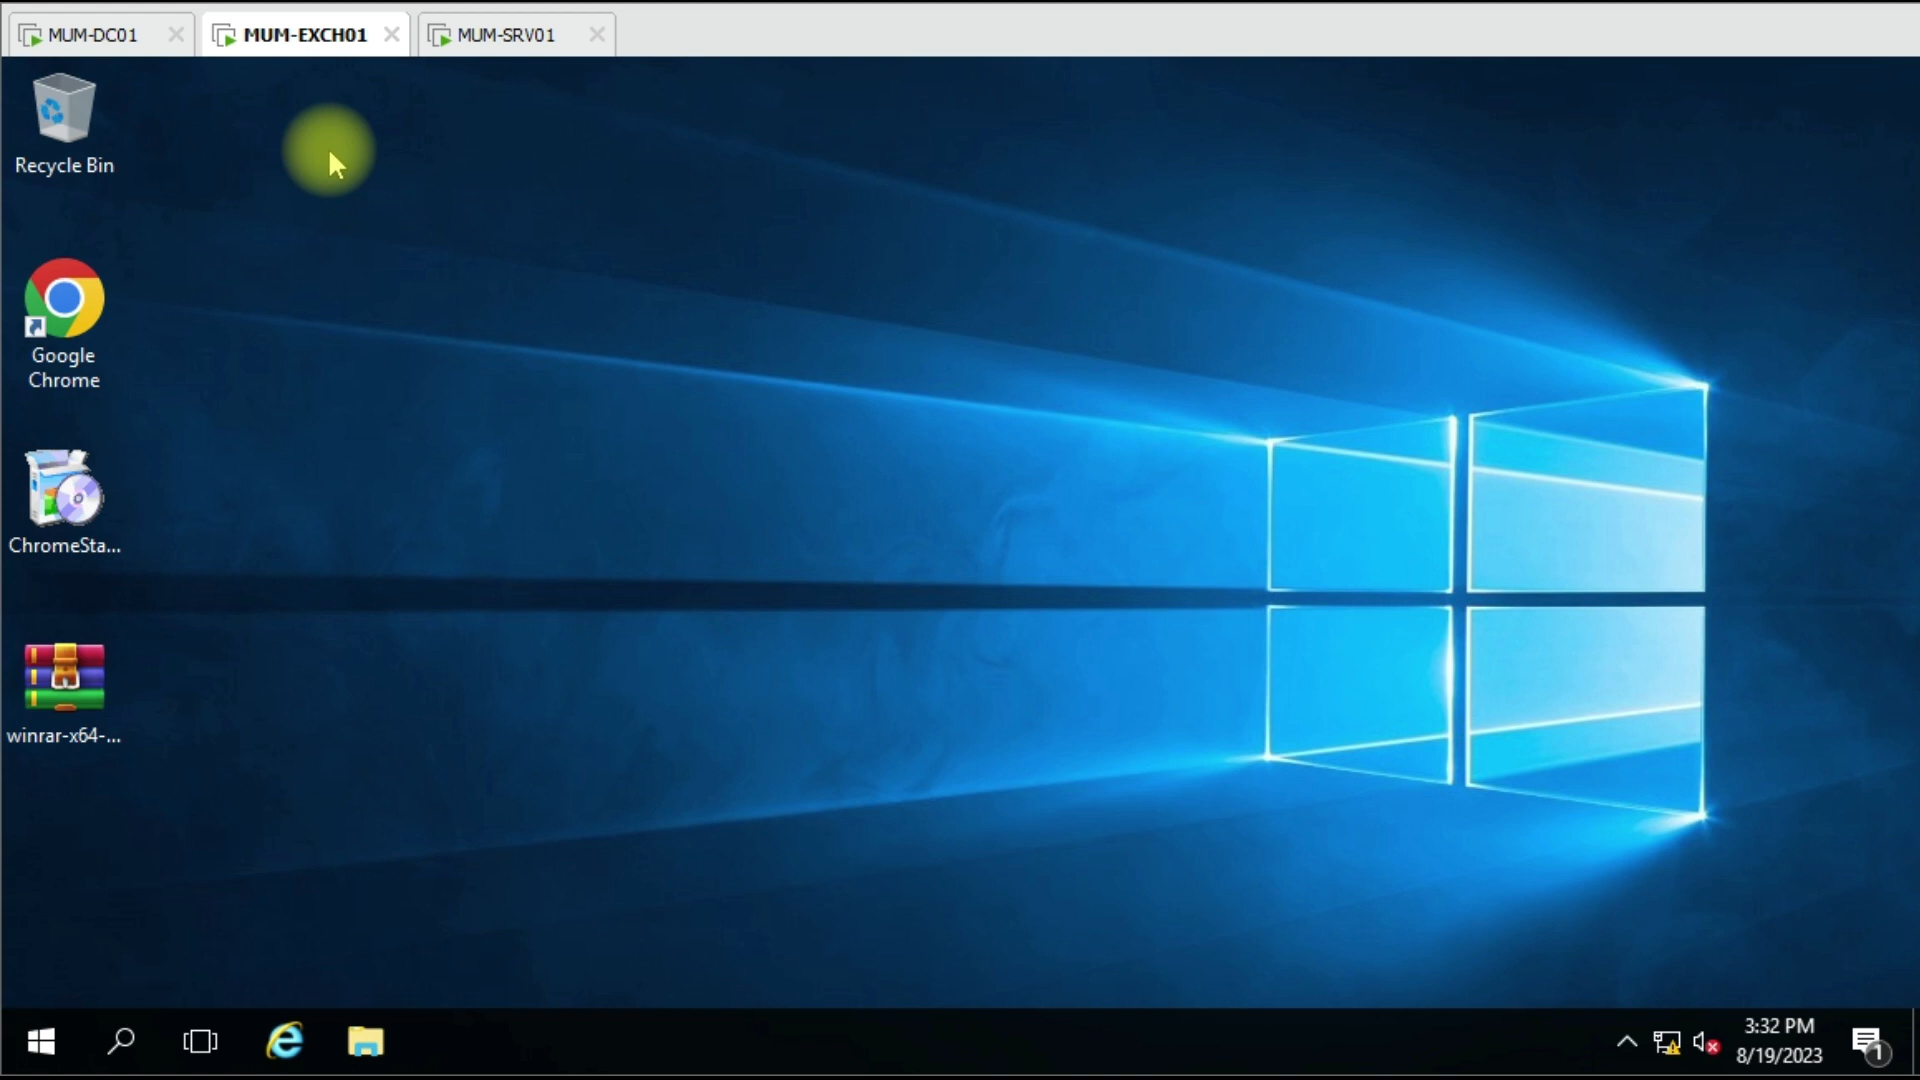 MUM-DC01
MUM-EXCH01
MUM-SRV01
Recycle Bin
Google
Chrome
ChromeSta...
winrar-x64-...
3:32 PM
8/19/2023
1